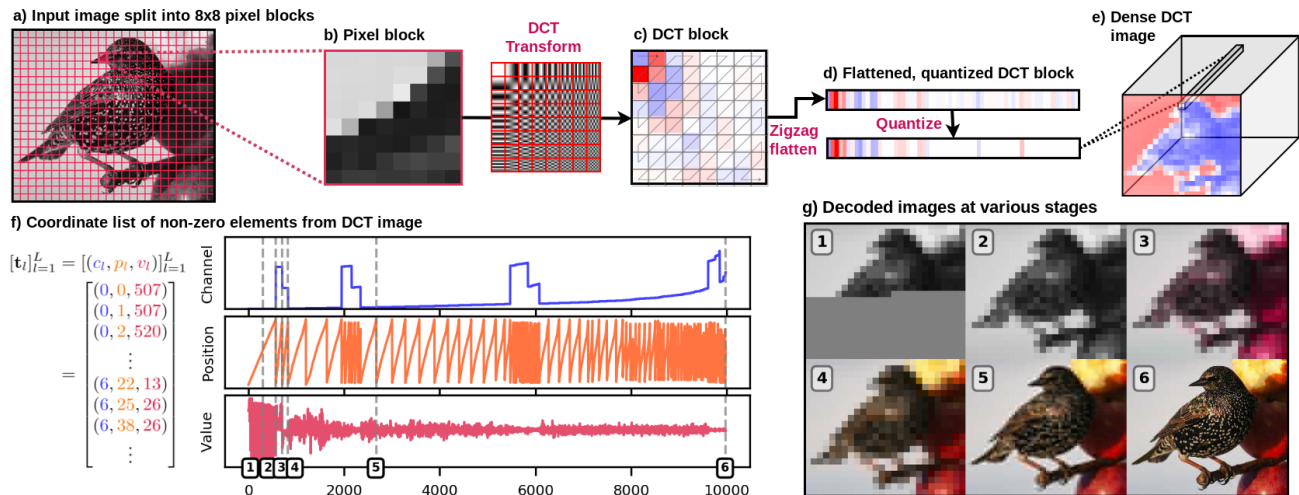 a) Input image split into 8x8 pixel blocks
b) Pixel block
DCT
Transform
c) DCT block
Zigzag
flatten
d) Flattened, quantized DCT block
Quantize
e) Dense DCT
image
f) Coordinate list of non-zero elements from DCT image
[t_l]^L_{l=1} = [(c_l, p_l, v_l)]^L_{l=1}
=
(0, 0, 507)
(0, 1, 507)
(0, 2, 520)
⋮
(6, 22, 13)
(6, 25, 26)
(6, 38, 26)
⋮
Channel
Position
Value
1 2 3 4 5 6
0 2000 4000 6000 8000 10000
g) Decoded images at various stages
1 2 3
4 5 6